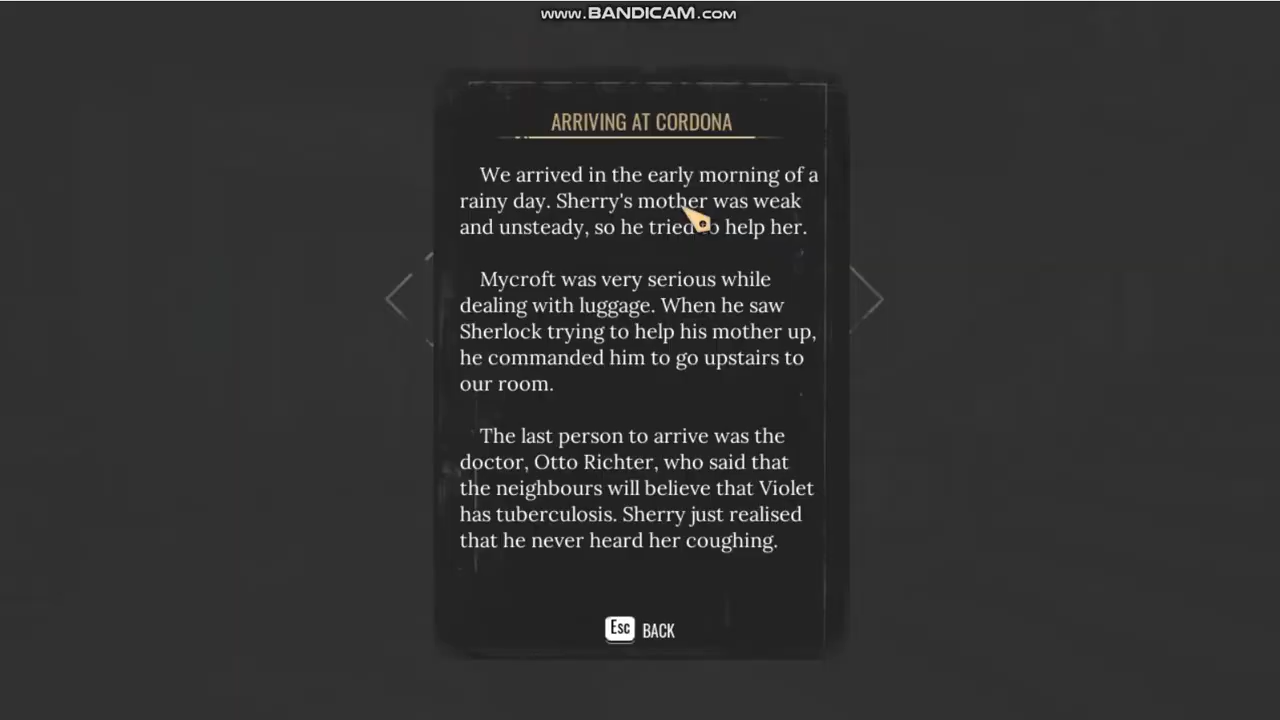 www.BANDICAM.com
ARRIVING AT CORDONA
We arrived in the early morning of a
rainy day. Sherry's mother was weak
and unsteady, so he tried to help her.
Mycroft was very serious while
dealing with luggage. When he saw
Sherlock trying to help his mother up,
he commanded him to go upstairs to
our room.
The last person to arrive was the
doctor, Otto Richter, who said that
the neighbours will believe that Violet
has tuberculosis. Sherry just realised
that he never heard her coughing.
Esc BACK